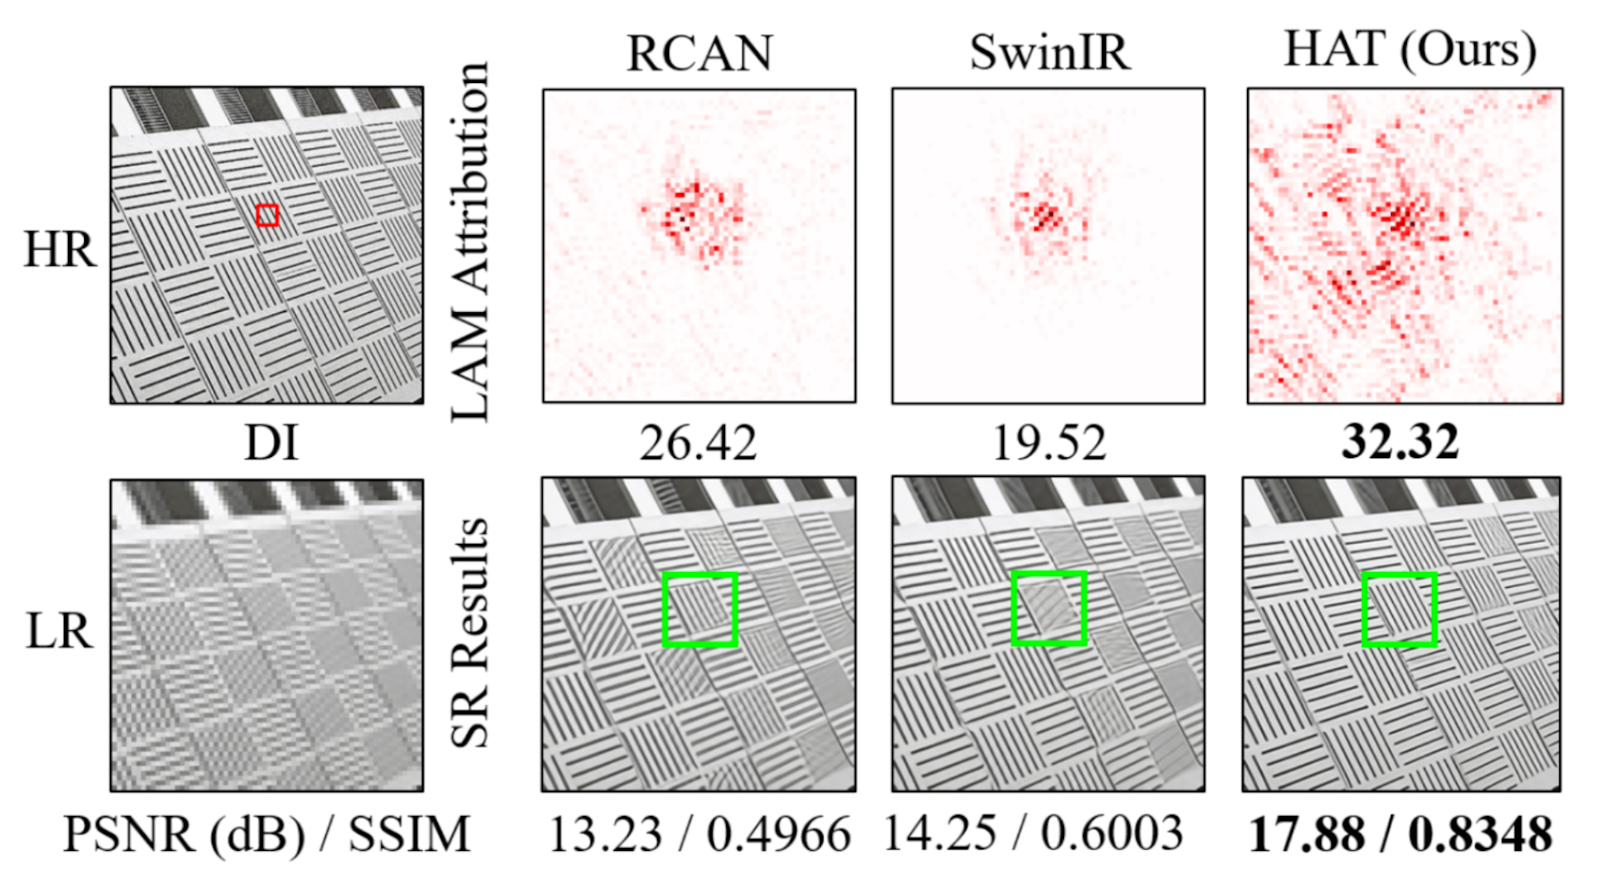 RCAN
SwinIR
HAT (Ours)
HR
LAM Attribution
DI
26.42
19.52
32.32
LR
SR Results
PSNR (dB) / SSIM
13.23 / 0.4966
14.25 / 0.6003
17.88 / 0.8348